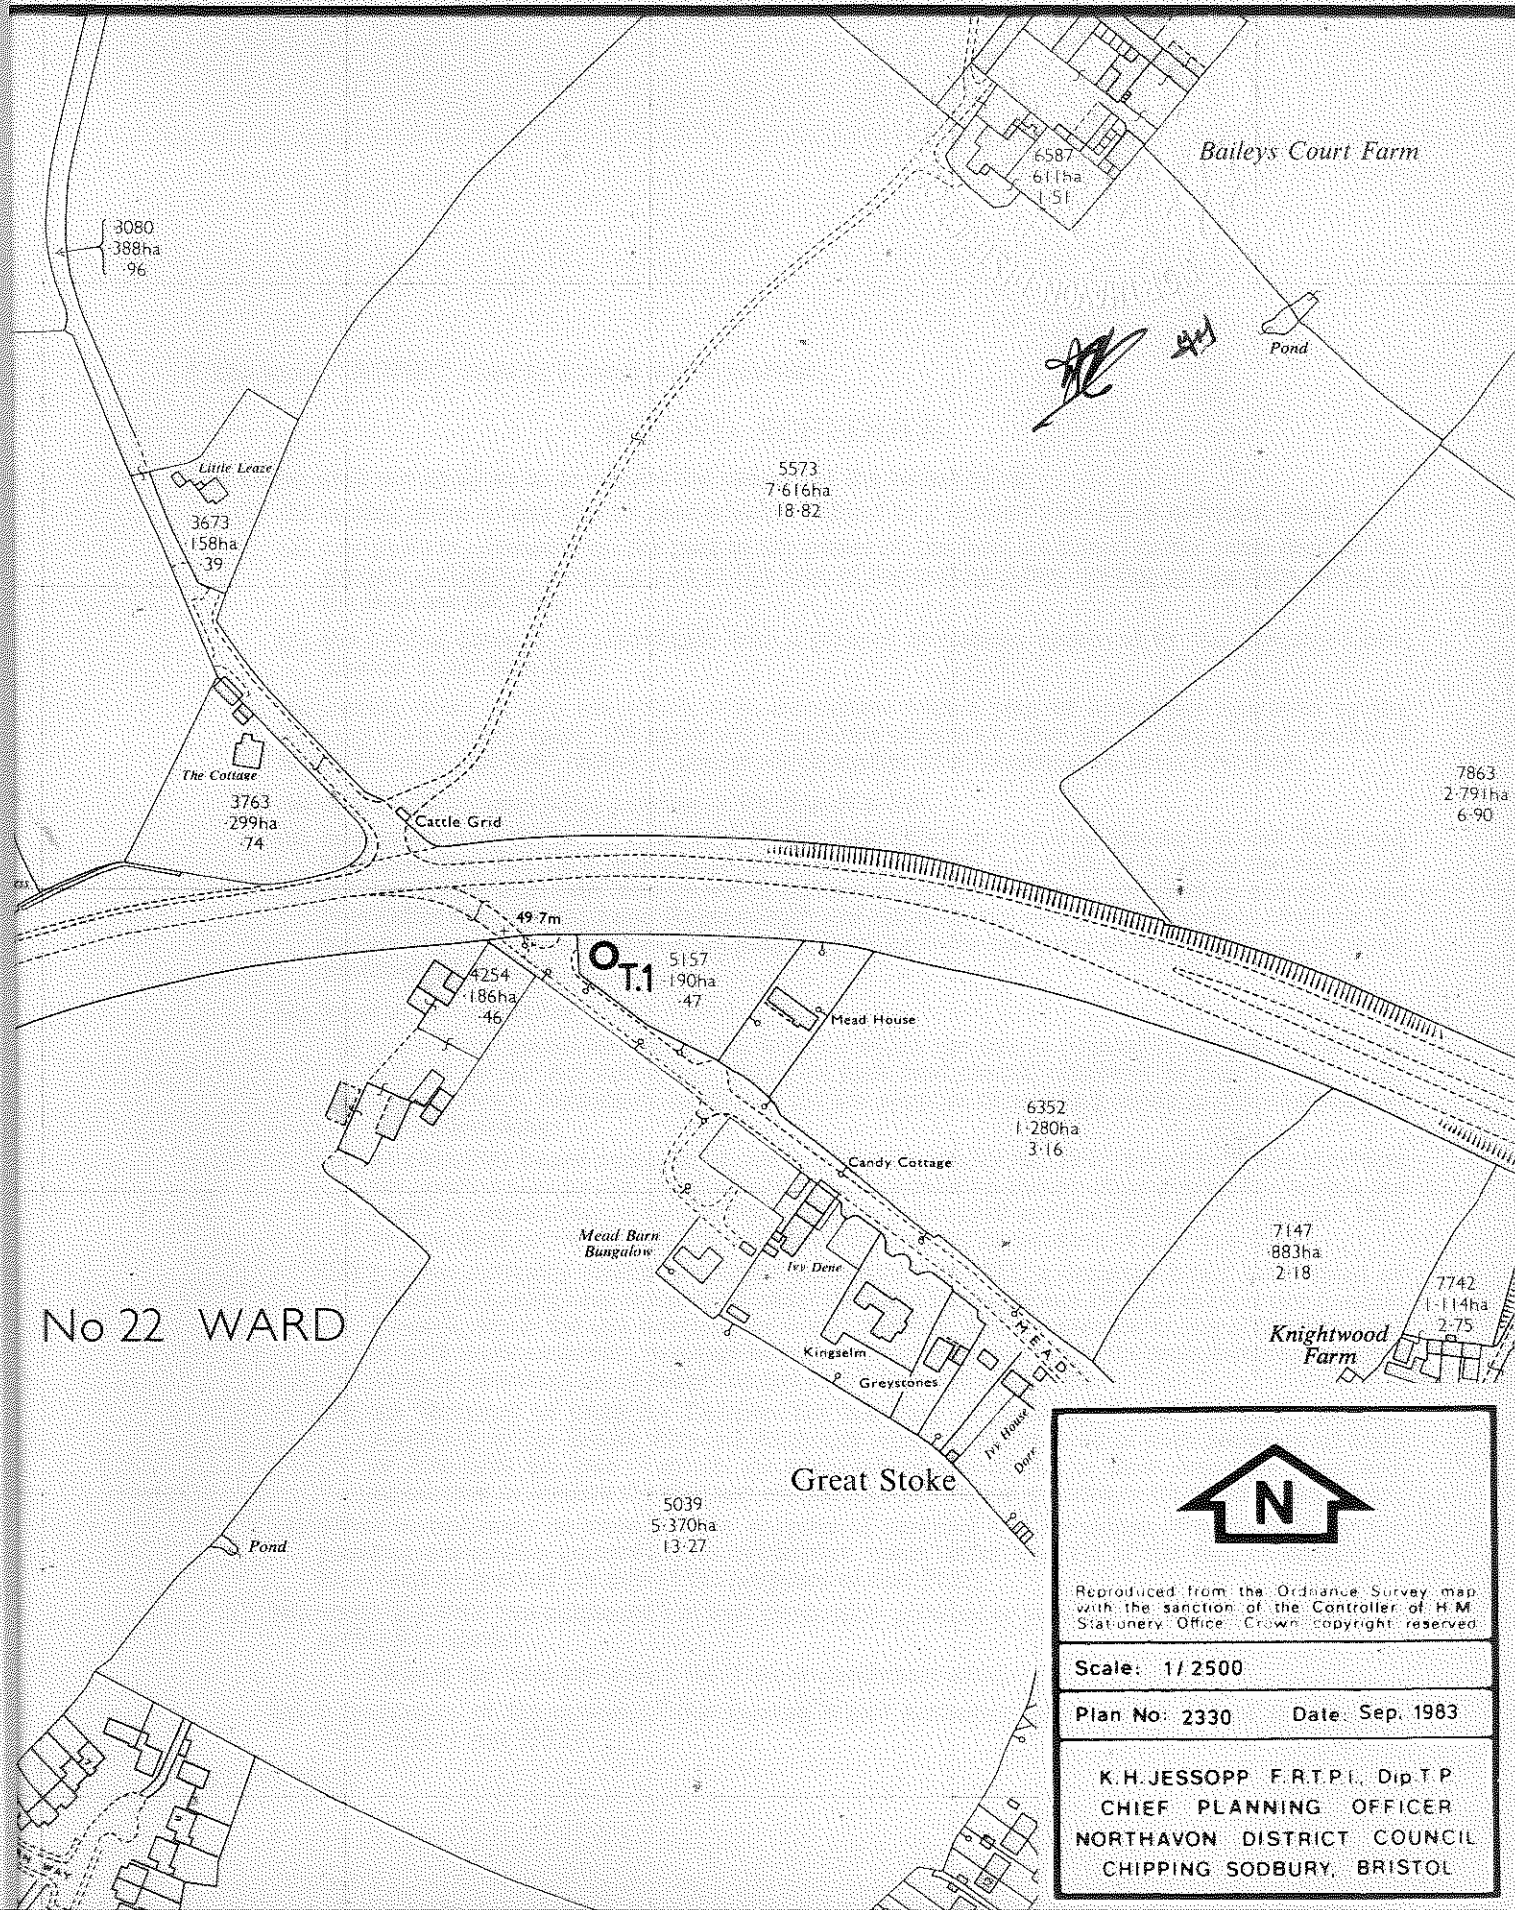 Baileys Court Farm
6587
611ha
1·51
3080
388ha
·96
Pond
Little Leaze
3673
158ha
·39
5573
7·616ha
18·82
The Cottage
3763
·299ha
·74
Cattle Grid
7863
2·791ha
6·90
49·7m
T.1
5157
190ha
·47
4254
·186ha
·46
Mead House
6352
1·280ha
3·16
Candy Cottage
Mead Barn
Bungalow
Ivy Dene
7147
·883ha
2·18
7742
1·114ha
2·75
No 22 WARD
Knightwood
Farm
MEAD
Kingselm
Greystones
Ivy House
Dorr
Great Stoke
5039
5·370ha
13·27
Pond
WAY
N
Reproduced from the Ordnance Survey map
with the sanction of the Controller of H M
Stationery Office. Crown copyright reserved
Scale: 1/2500
Plan No: 2330 Date: Sep. 1983
K.H.JESSOPP F.R.T.P.I., Dip.T.P
CHIEF PLANNING OFFICER
NORTHAVON DISTRICT COUNCIL
CHIPPING SODBURY, BRISTOL